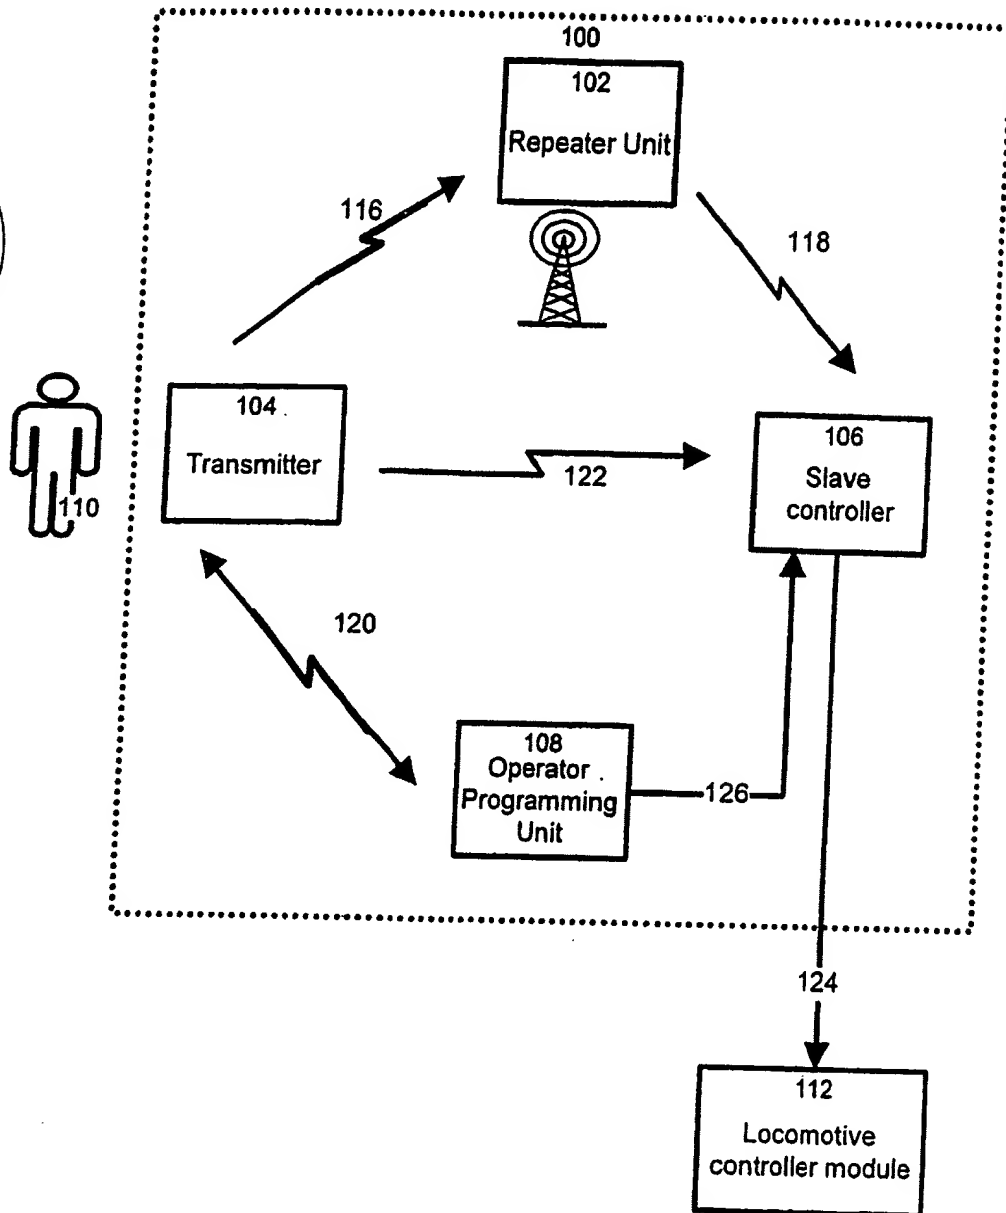 100
102
Repeater Unit
116
118
104
Transmitter
106
Slave
controller
122
110
120
108
Operator
Programming
Unit
126
124
112
Locomotive
controller module